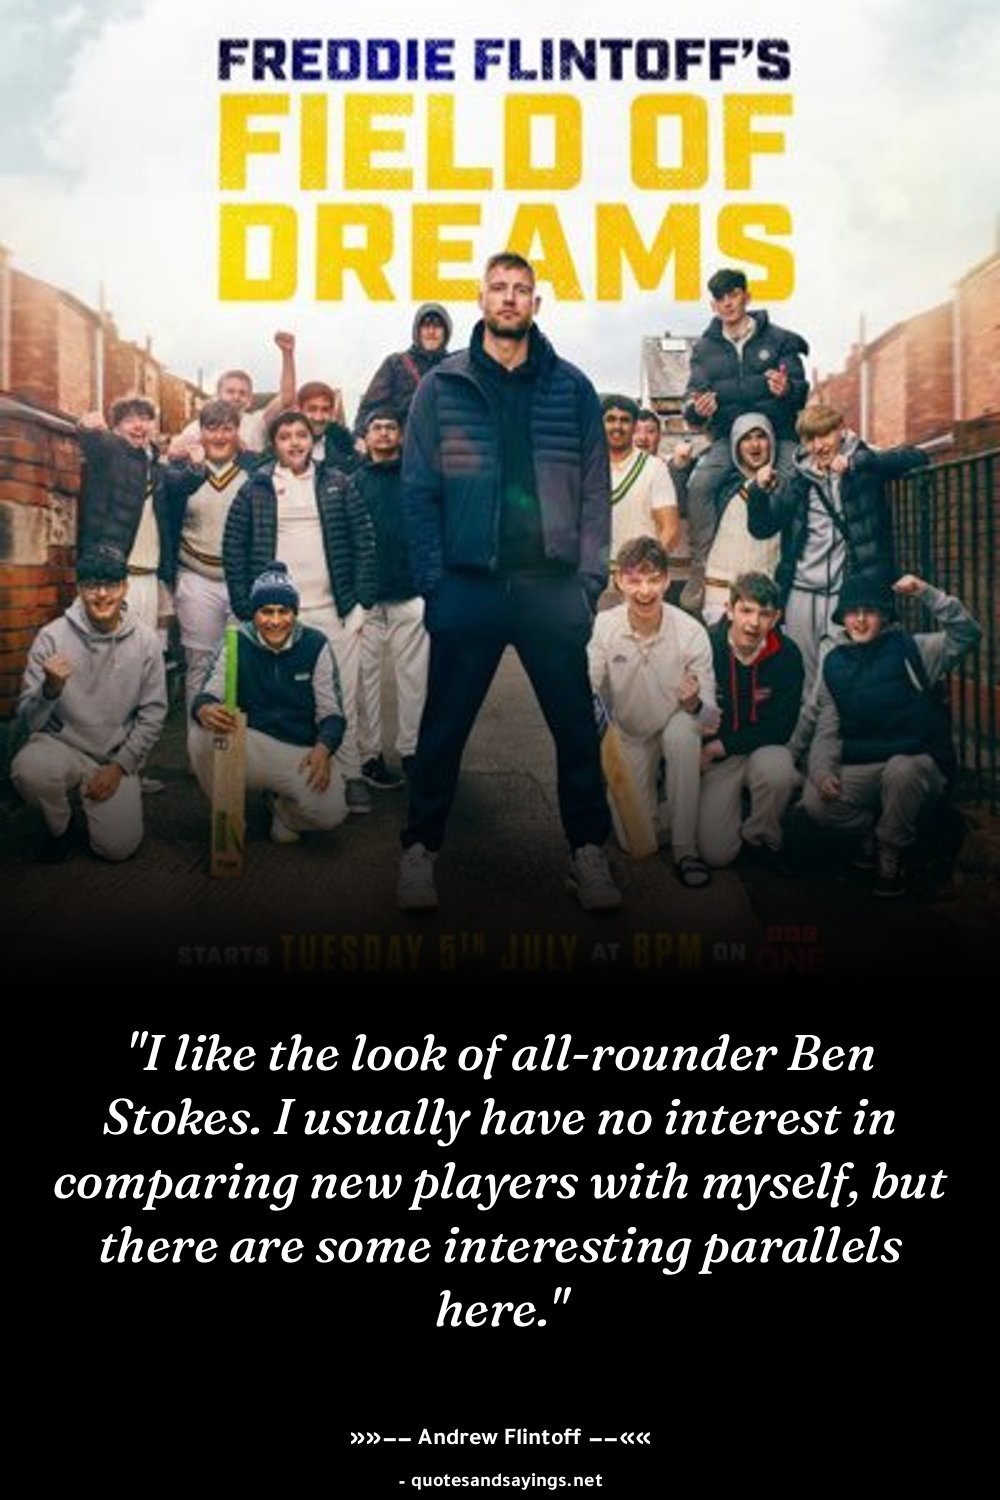 FREDDIE FLINTOFF'S
FIELD OF
DREAMS
STARTS TUESDAY 5TH JULY AT 8PM ON BBC ONE
"I like the look of all-rounder Ben
Stokes. I usually have no interest in
comparing new players with myself, but
there are some interesting parallels
here."
»»-- Andrew Flintoff --««
- quotesandsayings.net